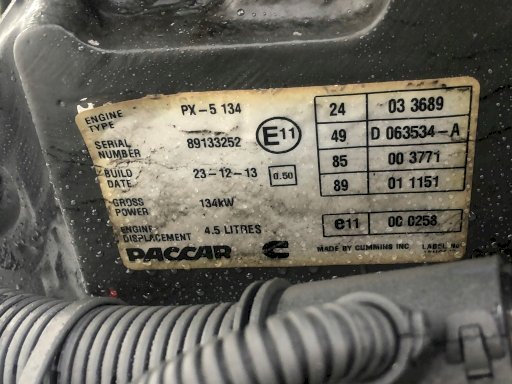 ENGINE TYPE PX-5 134
SERIAL NUMBER 89133252
BUILD DATE 23-12-13 0.50
GROSS POWER 134kW
ENGINE DISPLACEMENT 4.5 LITRES
PACCAR
E11
24 03 3689
49 D 063534-A
85 00 3771
89 01 1151
e11 00 0258
MADE BY CUMMINS INC LABEL No